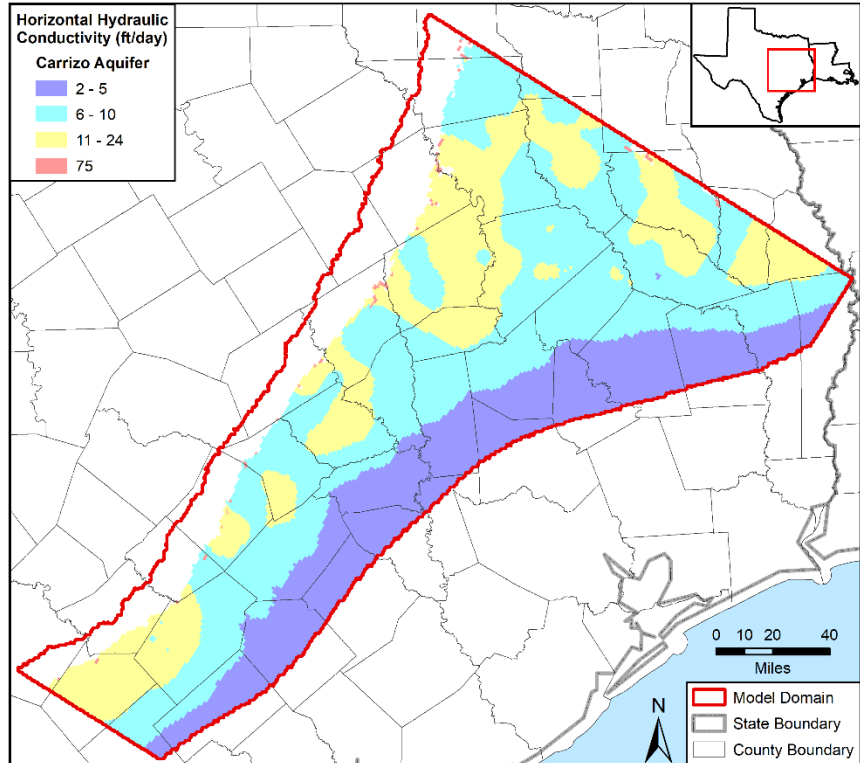 Horizontal Hydraulic
Conductivity (ft/day)
Carrizo Aquifer
2 - 5
6 - 10
11 - 24
75
0 10 20 40
Miles
N
Model Domain
State Boundary
County Boundary